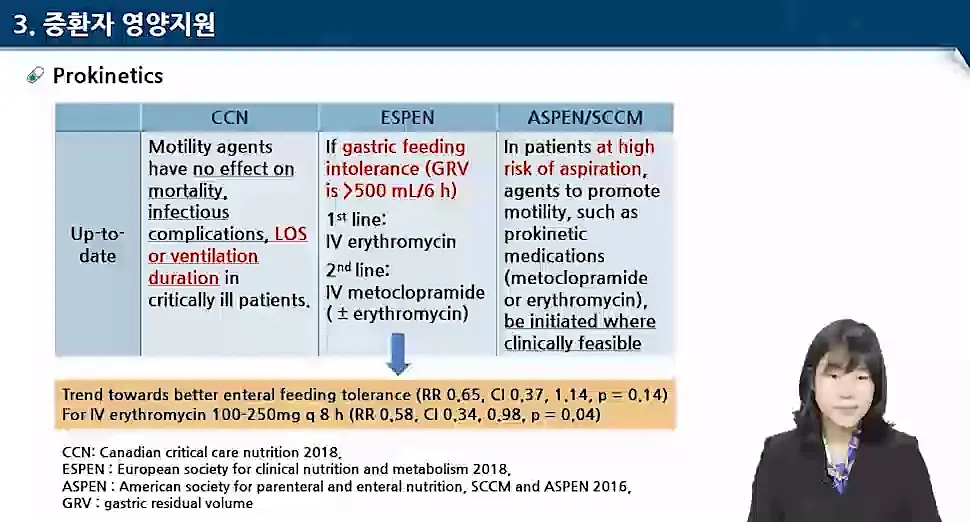 3. 중환자 영양지원
Prokinetics
CCN
ESPEN
ASPEN/SCCM
Up-to-
date
Motility agents
have no effect on
mortality,
infectious
complications, LOS
or ventilation
duration in
critically ill patients.
If gastric feeding
intolerance (GRV
is >500 mL/6 h)
1st line:
IV erythromycin
2nd line:
IV metoclopramide
( ± erythromycin)
In patients at high
risk of aspiration,
agents to promote
motility, such as
prokinetic
medications
(metoclopramide
or erythromycin),
be initiated where
clinically feasible
Trend towards better enteral feeding tolerance (RR 0.65, CI 0.37, 1.14, p = 0.14)
For IV erythromycin 100-250mg q 8 h (RR 0.58, CI 0.34, 0.98, p = 0.04)
CCN: Canadian critical care nutrition 2018,
ESPEN : European society for clinical nutrition and metabolism 2018,
ASPEN : American society for parenteral and enteral nutrition, SCCM and ASPEN 2016,
GRV : gastric residual volume